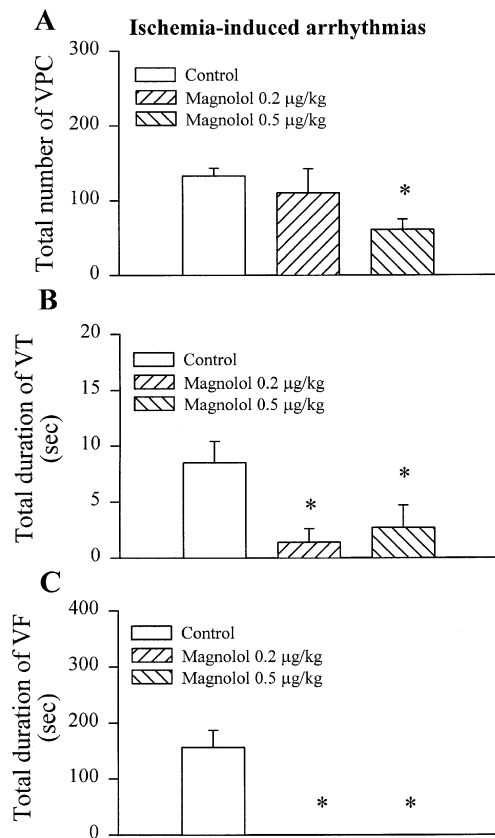 A
Ischemia-induced arrhythmias
Total number of VPC
300
200
100
0
Control
Magnolol 0.2 μg/kg
Magnolol 0.5 μg/kg
*
B
Total duration of VT
(sec)
20
15
10
5
0
Control
Magnolol 0.2 μg/kg
Magnolol 0.5 μg/kg
*
*
C
Total duration of VF
(sec)
400
300
200
100
0
Control
Magnolol 0.2 μg/kg
Magnolol 0.5 μg/kg
*
*